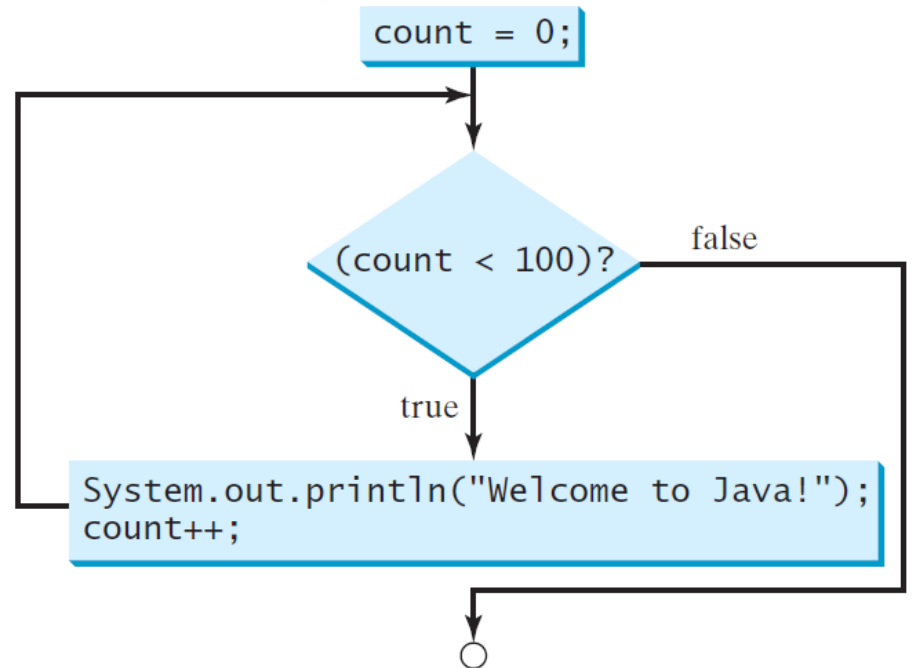 count = 0;
(count < 100)?
false
true
System.out.println("Welcome to Java!");
count++;